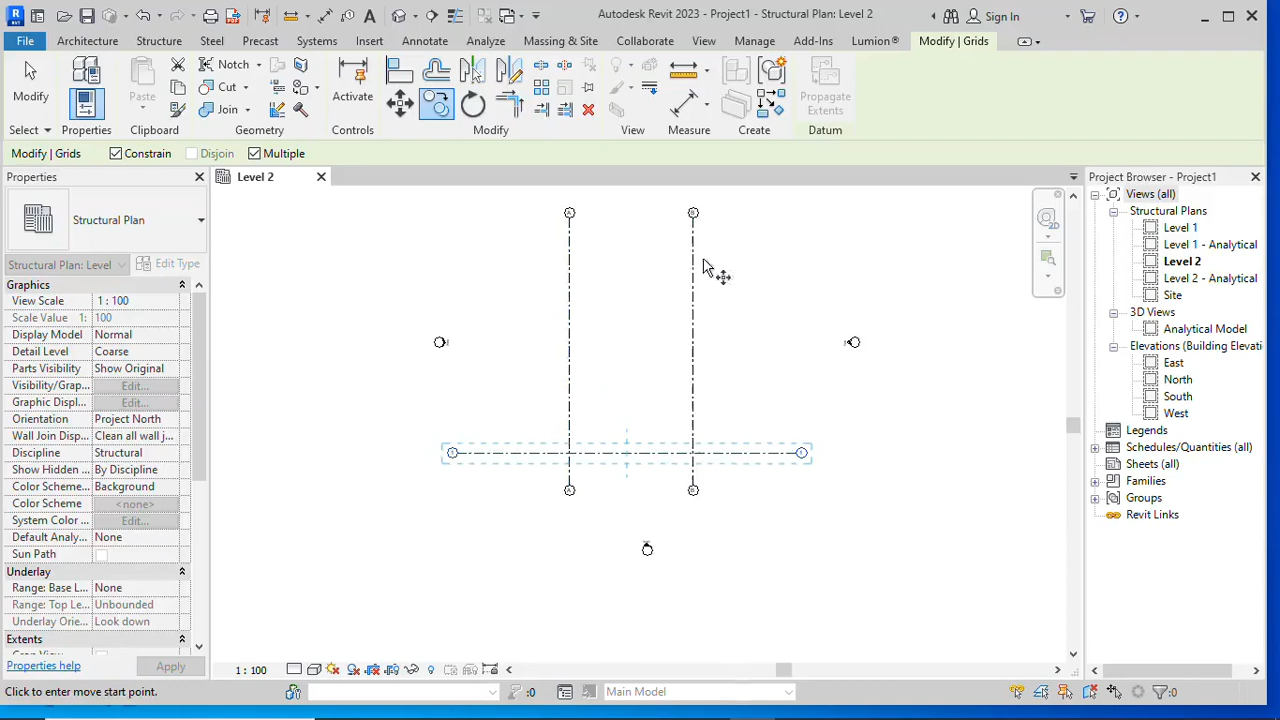 Autodesk Revit 2023 - Project1 - Structural Plan: Level 2
Sign In
File Architecture Structure Steel Precast Systems Insert Annotate Analyze Massing & Site Collaborate View Manage Add-Ins Lumion® Modify | Grids
Modify
Paste
Notch
Cut
Join
Activate
Propagate
Extents
Select Properties Clipboard Geometry Controls Modify View Measure Create Datum
Modify | Grids Constrain Disjoin Multiple
Properties
Level 2
Project Browser - Project1
Structural Plan
Structural Plan: Level
Edit Type
Graphics
View Scale 1 : 100
Scale Value 1: 100
Display Model Normal
Detail Level Coarse
Parts Visibility Show Original
Visibility/Grap... Edit...
Graphic Displ... Edit...
Orientation Project North
Wall Join Disp... Clean all wall j...
Discipline Structural
Show Hidden ... By Discipline
Color Scheme ... Background
Color Scheme <none>
System Color ... Edit...
Default Analy... None
Sun Path
Underlay
Range: Base L... None
Range: Top Le... Unbounded
Underlay Orie... Look down
Extents
Properties help
Apply
2D
Views (all)
Structural Plans
Level 1
Level 1 - Analytical
Level 2
Level 2 - Analytical
Site
3D Views
Analytical Model
Elevations (Building Elevati
East
North
South
West
Legends
Schedules/Quantities (all)
Sheets (all)
Families
Groups
Revit Links
1 : 100
Click to enter move start point.
:0
Main Model
:0